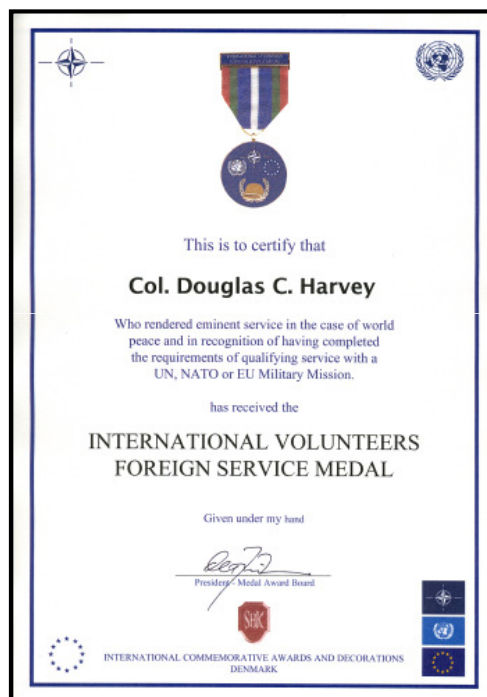 This is to certify that
Col. Douglas C. Harvey
Who rendered eminent service in the case of world
peace and in recognition of having completed
the requirements of qualifying service with a
UN, NATO or EU Military Mission.
has received the
INTERNATIONAL VOLUNTEERS
FOREIGN SERVICE MEDAL
Given under my hand
President - Medal Award Board
SHK
INTERNATIONAL COMMEMORATIVE AWARDS AND DECORATIONS
DENMARK